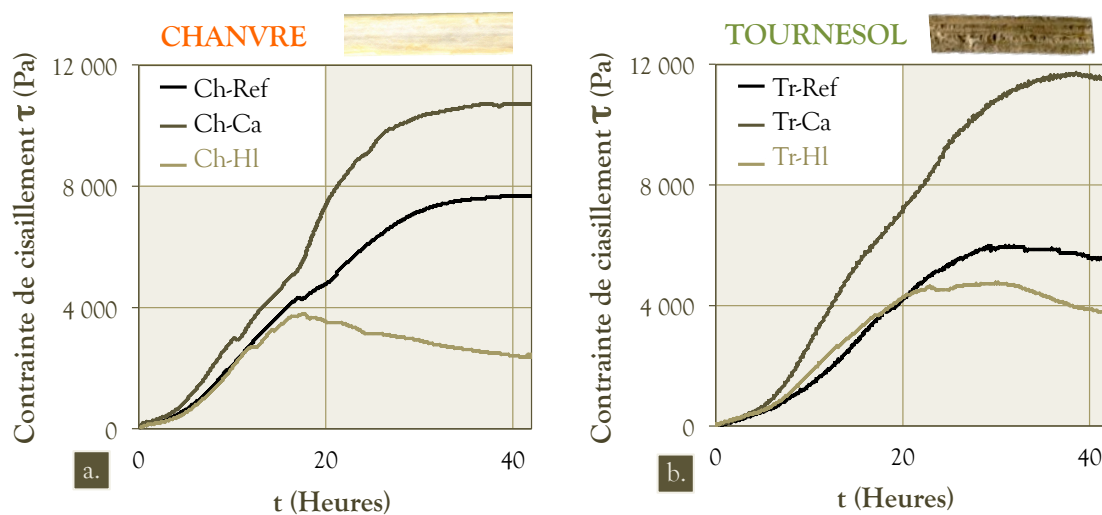 CHANVRE
Contrainte de cisaillement τ (Pa)
12 000
8 000
4 000
0
Ch-Ref
Ch-Ca
Ch-Hl
0
20
40
t (Heures)
a.
TOURNESOL
Contrainte de ciasillement τ (Pa)
12 000
8 000
4 000
0
Tr-Ref
Tr-Ca
Tr-Hl
0
20
40
t (Heures)
b.